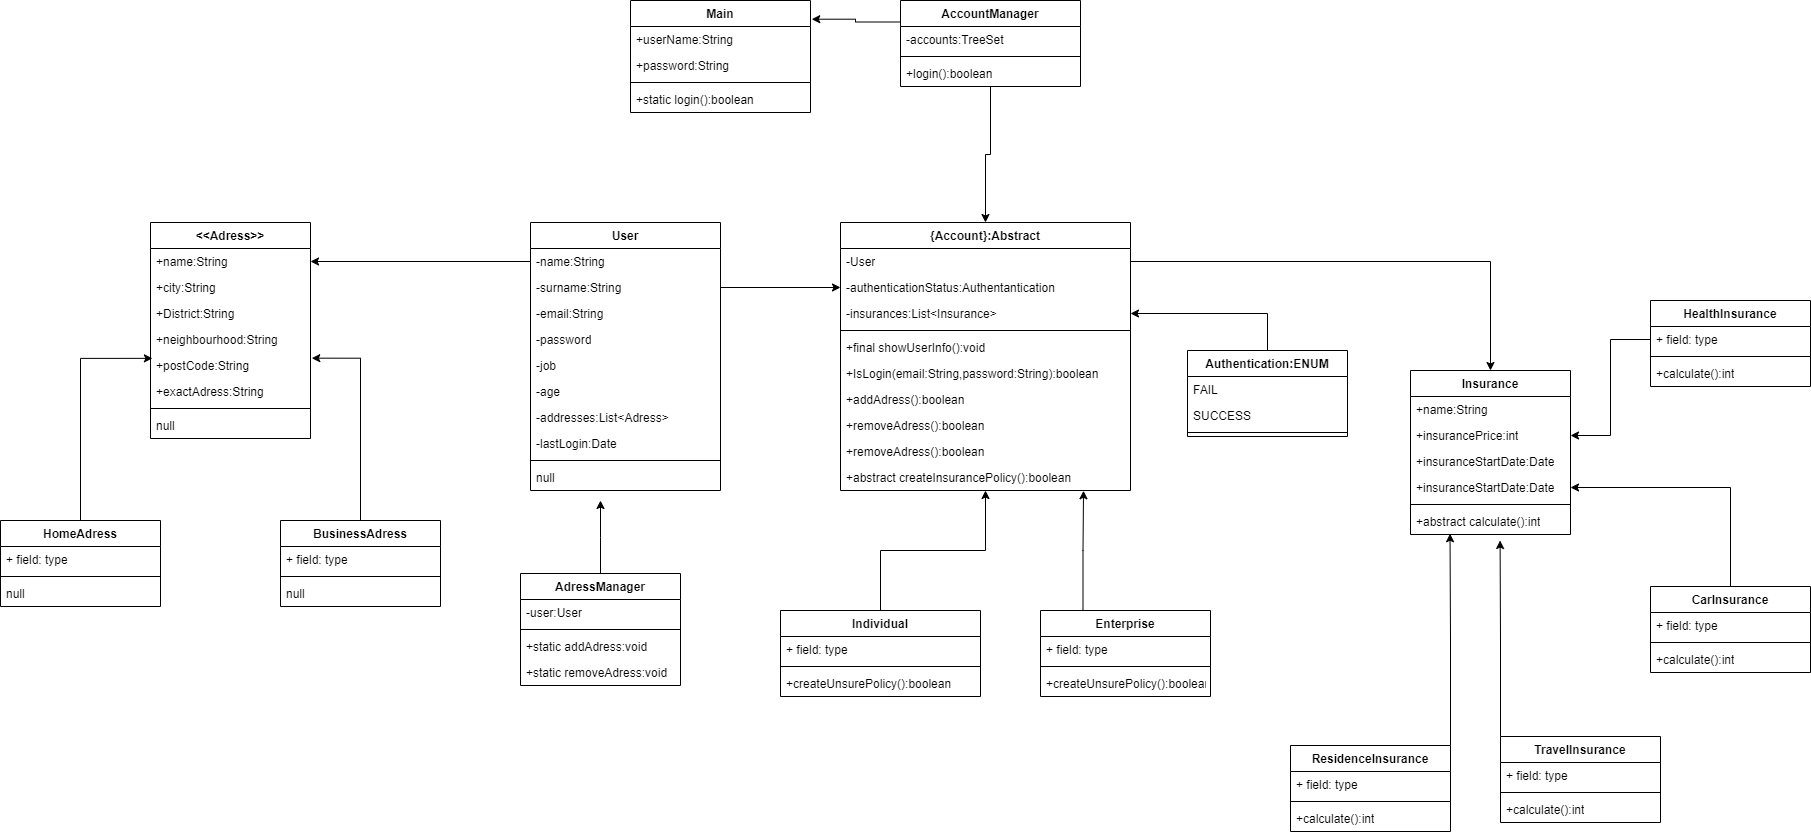 Main
+userName:String
+password:String
+static login():boolean
AccountManager
-accounts:TreeSet
+login():boolean
<<Adress>>
+name:String
+city:String
+District:String
+neighbourhood:String
+postCode:String
+exactAdress:String
null
User
-name:String
-surname:String
-email:String
-password
-job
-age
-addresses:List<Adress>
-lastLogin:Date
null
{Account}:Abstract
-User
-authenticationStatus:Authentantication
-insurances:List<Insurance>
+final showUserInfo():void
+IsLogin(email:String,password:String):boolean
+addAdress():boolean
+removeAdress():boolean
+removeAdress():boolean
+abstract createInsurancePolicy():boolean
Authentication:ENUM
FAIL
SUCCESS
HealthInsurance
+ field: type
+calculate():int
Insurance
+name:String
+insurancePrice:int
+insuranceStartDate:Date
+insuranceStartDate:Date
+abstract calculate():int
HomeAdress
+ field: type
null
BusinessAdress
+ field: type
null
AdressManager
-user:User
+static addAdress:void
+static removeAdress:void
Individual
+ field: type
+createUnsurePolicy():boolean
Enterprise
+ field: type
+createUnsurePolicy():boolea
CarInsurance
+ field: type
+calculate():int
ResidenceInsurance
+ field: type
+calculate():int
TravelInsurance
+ field: type
+calculate():int